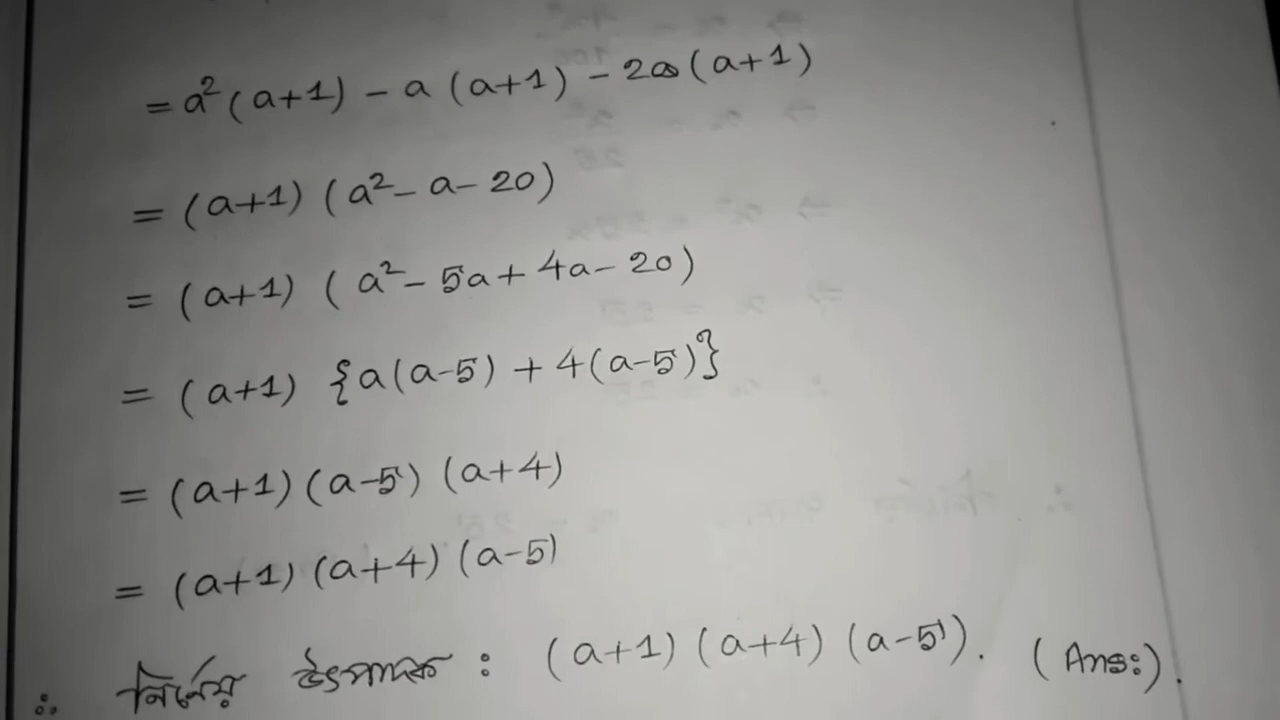 = a²(a+1) - a (a+1) - 20(a+1)
= (a+1) (a²- a- 20)
= (a+1) (a²- 5a+ 4a- 20)
= (a+1) {a(a-5) + 4(a-5)}
= (a+1) (a-5) (a+4)
= (a+1) (a+4) (a-5)
∴ নির্নেয় উৎপাদক : (a+1) (a+4) (a-5). (Ans:).